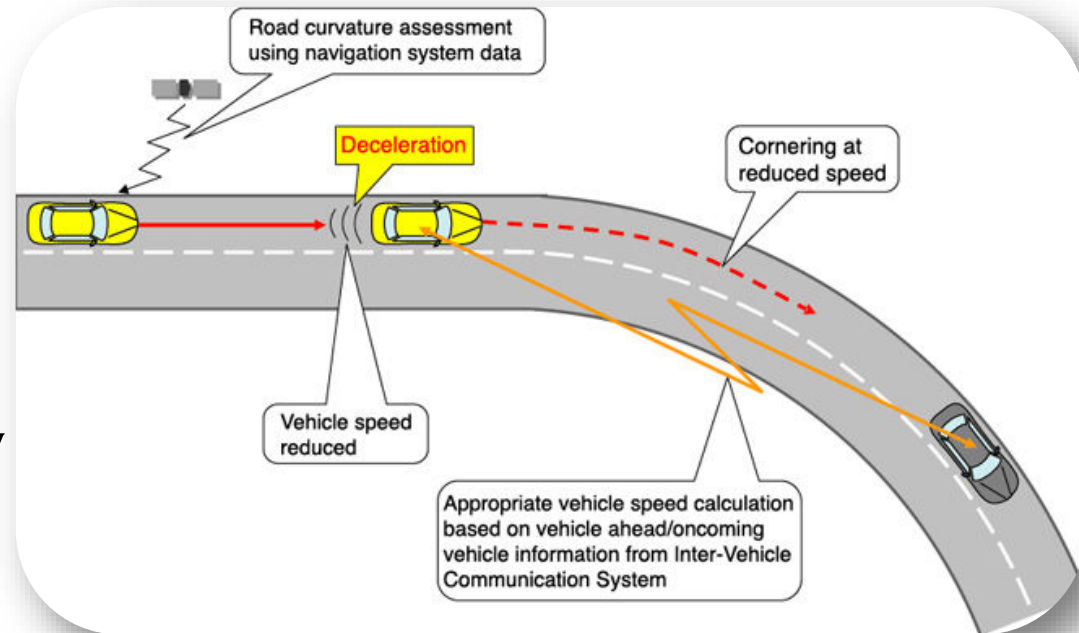 Road curvature assessment
using navigation system data
Deceleration
Cornering at
reduced speed
Vehicle speed
reduced
Appropriate vehicle speed calculation
based on vehicle ahead/oncoming
vehicle information from Inter-Vehicle
Communication System